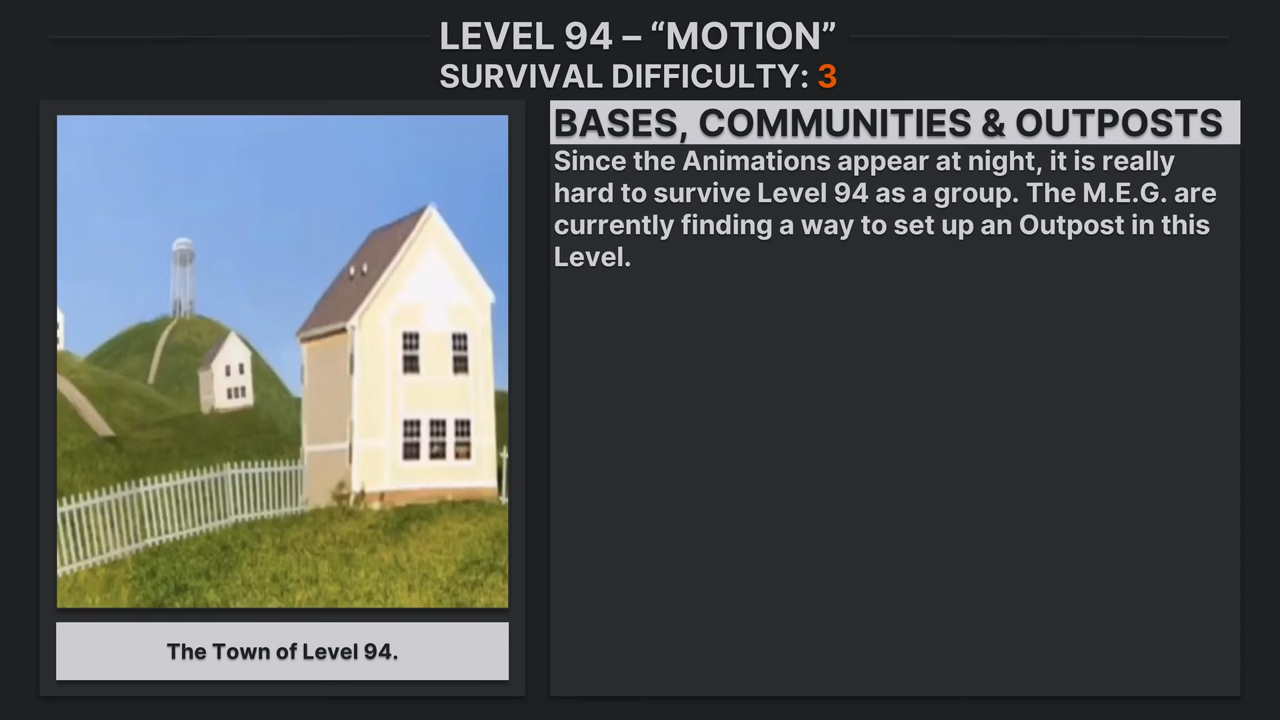 LEVEL 94 – “MOTION”
SURVIVAL DIFFICULTY: 3
BASES, COMMUNITIES & OUTPOSTS
Since the Animations appear at night, it is really
hard to survive Level 94 as a group. The M.E.G. are
currently finding a way to set up an Outpost in this
Level.
The Town of Level 94.